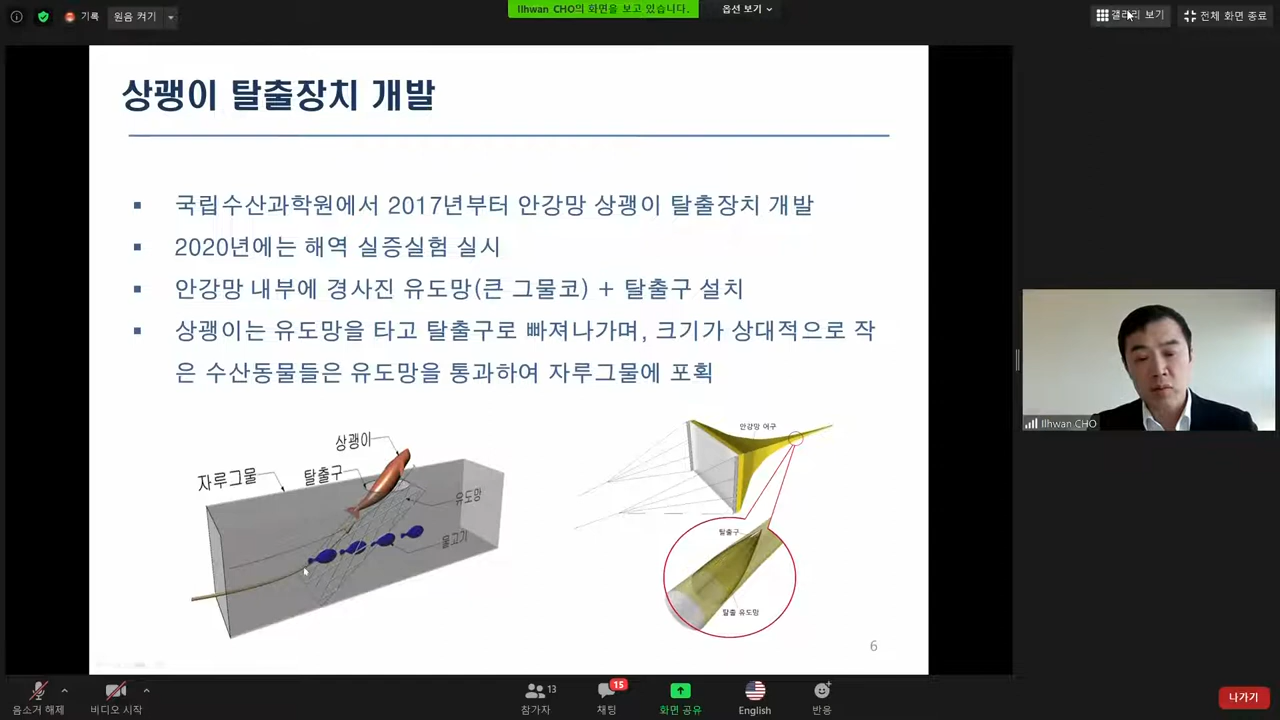 기록
원음 켜기
Ilhwan CHO의 화면을 보고 있습니다.
옵션 보기
갤러리 보기
전체 화면 종료
상괭이 탈출장치 개발
▪ 국립수산과학원에서 2017년부터 안강망 상괭이 탈출장치 개발
▪ 2020년에는 해역 실증실험 실시
▪ 안강망 내부에 경사진 유도망(큰 그물코) + 탈출구 설치
▪ 상괭이는 유도망을 타고 탈출구로 빠져나가며, 크기가 상대적으로 작
은 수산동물들은 유도망을 통과하여 자루그물에 포획
상괭이
자루그물
탈출구
유도망
물고기
안강망 어구
탈출구
탈출 유도망
6
Ilhwan CHO
음소거 해제
비디오 시작
13
참가자
15
채팅
화면 공유
English
반응
나가기